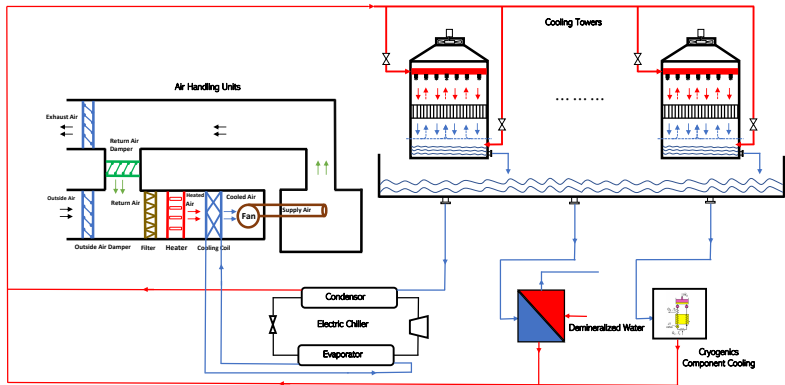 Cooling Towers
Air Handling Units
Exhaust Air
Return Air
Damper
Outside Air
Return Air
Heated
Air
Cooled Air
Fan
Supply Air
Outside Air Damper
Filter
Heater
Cooling Coil
Condensor
Electric Chiller
Evaporator
Damineralized Water
Cryogenics
Component Cooling